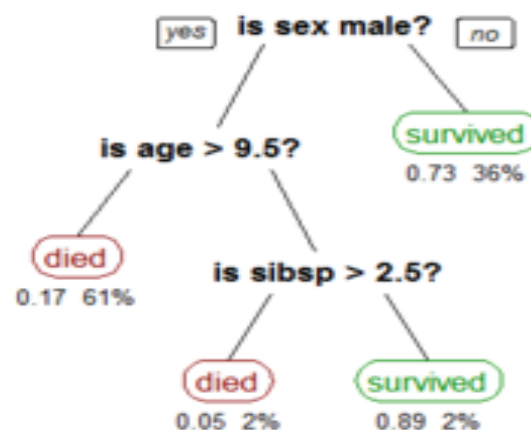 yes is sex male? no
is age > 9.5?
survived
0.73 36%
died
0.17 61%
is sibsp > 2.5?
died
0.05 2%
survived
0.89 2%